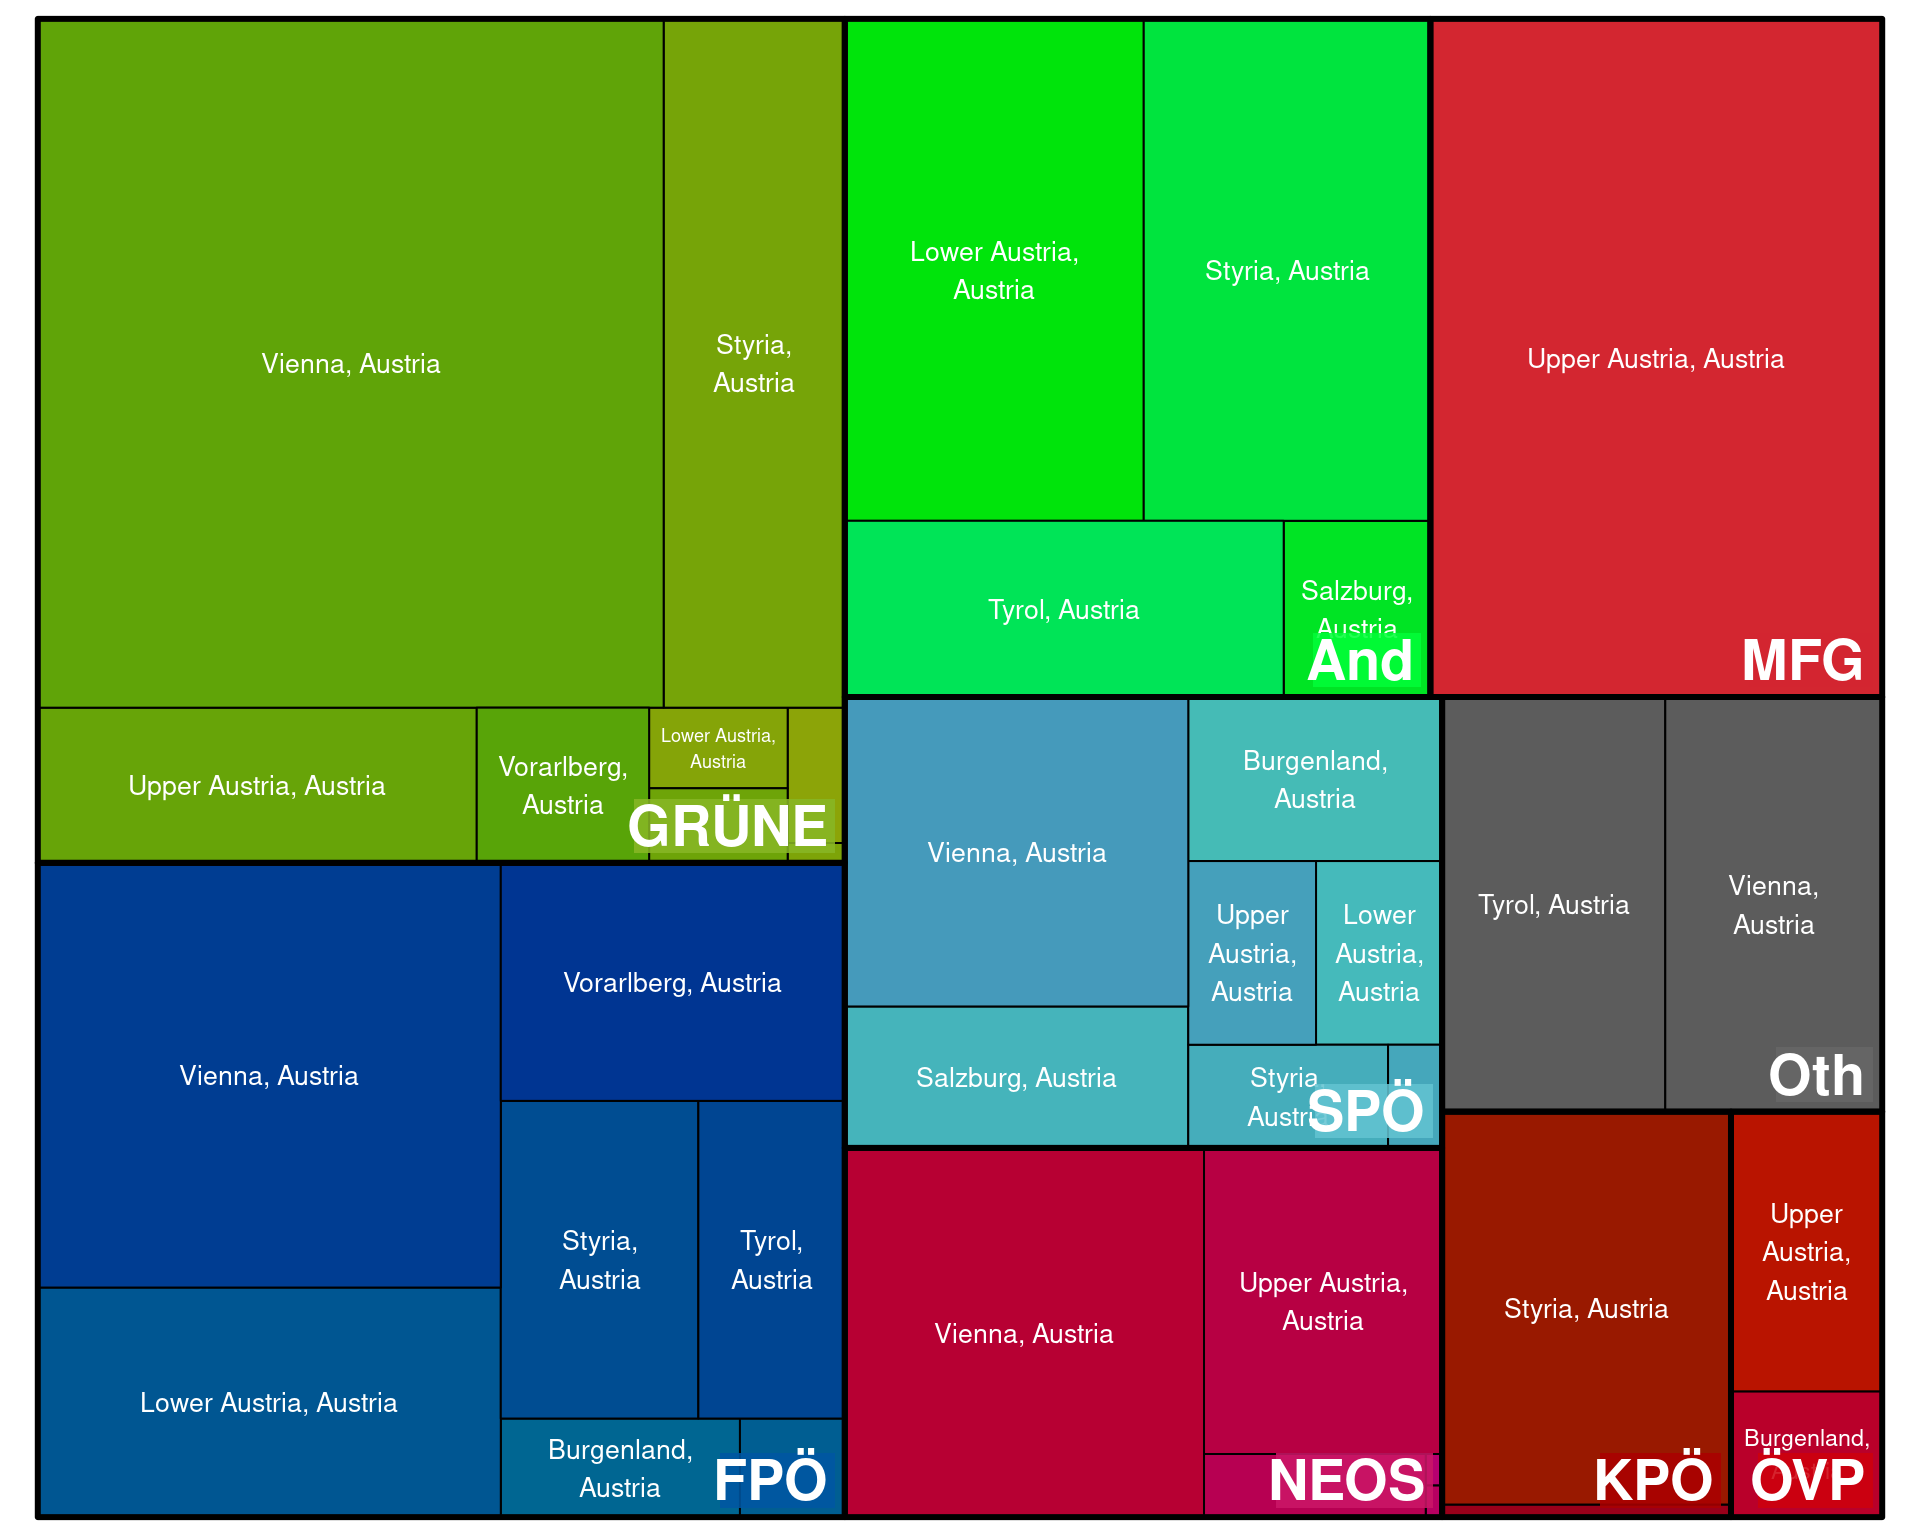 Vienna, Austria
Styria,
Austria
Upper Austria, Austria
Vorarlberg,
Austria
Lower Austria,
Austria
GRÜNE
Lower Austria,
Austria
Styria, Austria
Tyrol, Austria
Salzburg,
Austria
And
Upper Austria, Austria
MFG
Vienna, Austria
Vorarlberg, Austria
Styria,
Austria
Tyrol,
Austria
Lower Austria, Austria
Burgenland,
Austria
FPÖ
Vienna, Austria
Burgenland,
Austria
Upper
Austria,
Austria
Lower
Austria,
Austria
Salzburg, Austria
Styria,
Austria
SPÖ
Tyrol, Austria
Vienna,
Austria
Oth
Vienna, Austria
Upper Austria,
Austria
NEOS
Styria, Austria
KPÖ
Upper
Austria,
Austria
Burgenland,
ÖVP